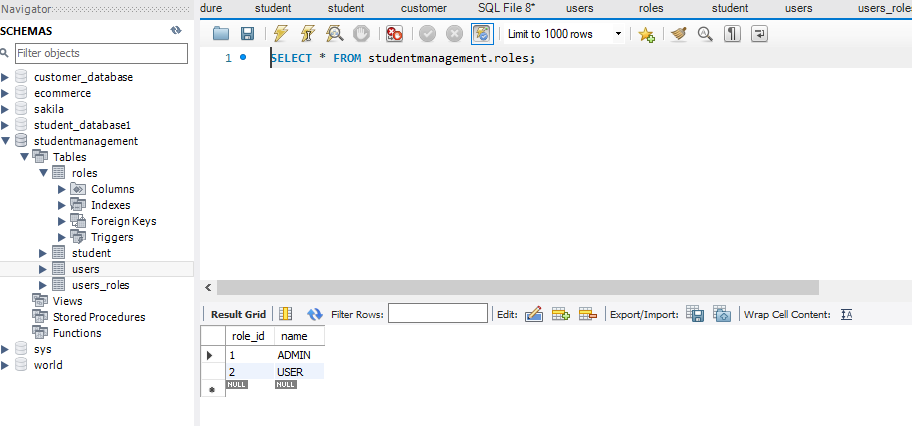 Navigator
dure student student customer SQL File 8* users roles student users users_role
SCHEMAS
Limit to 1000 rows
Filter objects
1 SELECT * FROM studentmanagement.roles;
customer_database
ecommerce
sakila
student_database1
studentmanagement
Tables
roles
Columns
Indexes
Foreign Keys
Triggers
student
users
users_roles
Views
Stored Procedures
Functions
sys
world
Result Grid Filter Rows: Edit: Export/Import: Wrap Cell Content: IA
role_id name
1 ADMIN
2 USER
NULL NULL